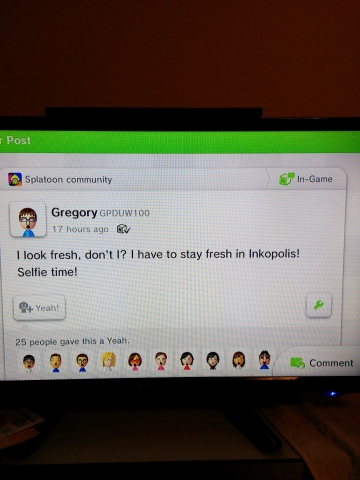 r Post
Splatoon community
In-Game
Gregory GPDUW100
17 hours ago
I look fresh, don't I? I have to stay fresh in Inkopolis!
Selfie time!
Yeah!
25 people gave this a Yeah.
Comment